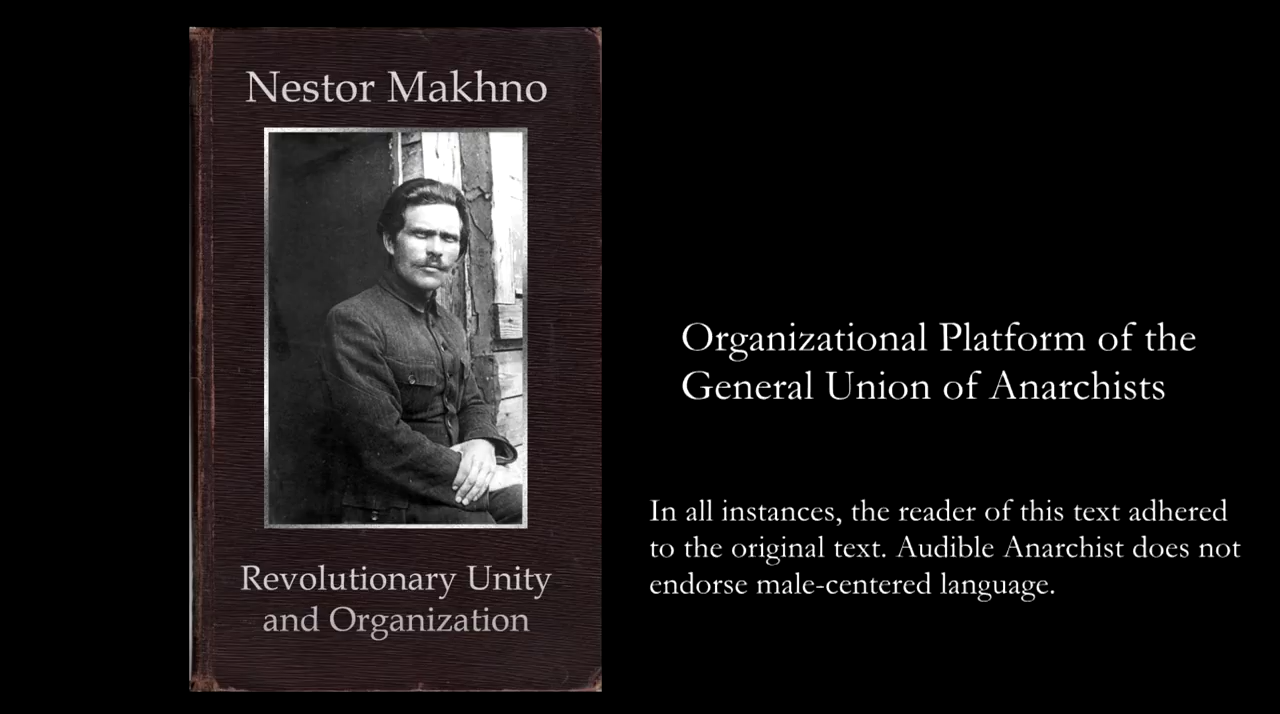 Nestor Makhno
Revolutionary Unity
and Organization
Organizational Platform of the
General Union of Anarchists
In all instances, the reader of this text adhered
to the original text. Audible Anarchist does not
endorse male-centered language.